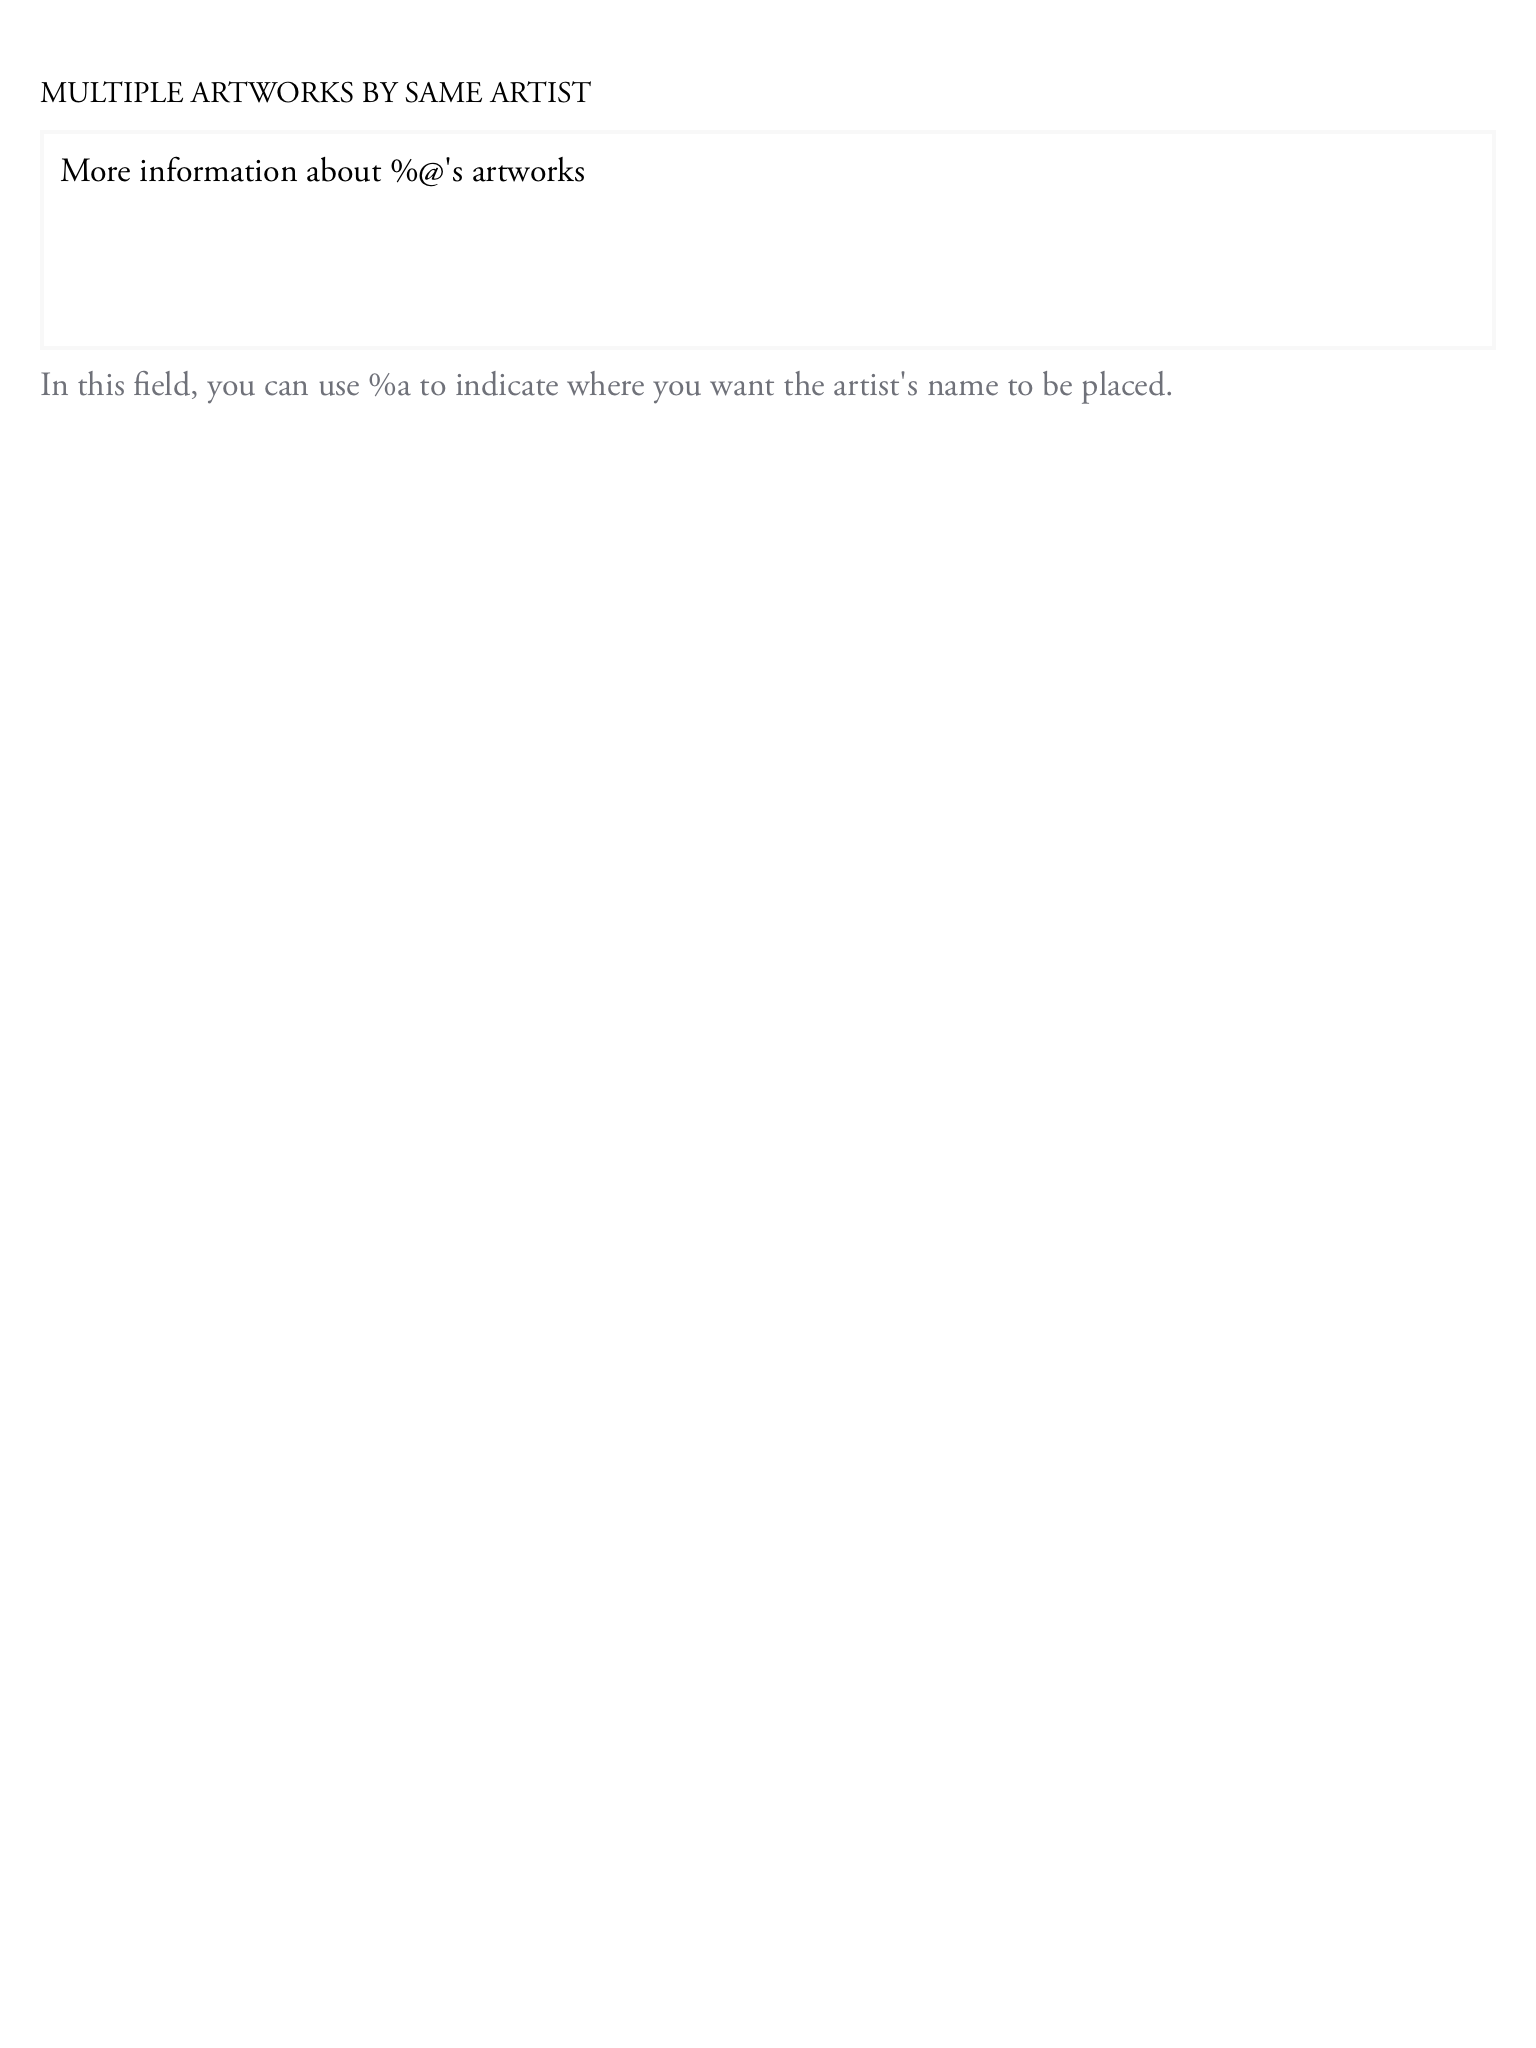 MULTIPLE ARTWORKS BY SAME ARTIST
More information about %@'s artworks
In this field, you can use %a to indicate where you want the artist's name to be placed.